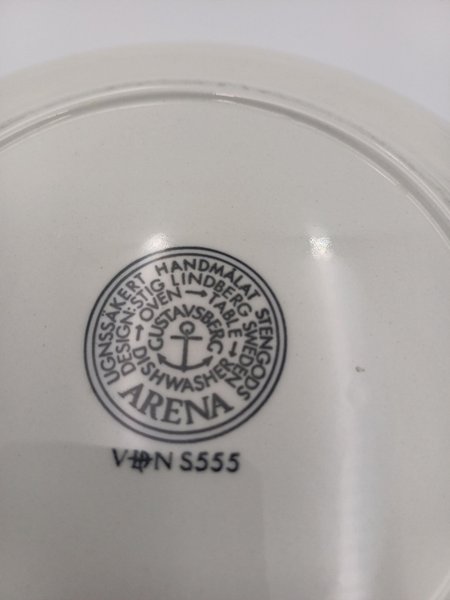 UGNSSÄKERT HANDMÅLAT STENGODS
DESIGN: STIG LINDBERG SWEDEN
OVEN → TABLE → DISHWASHER →
GUSTAVSBERG
ARENA
N S555